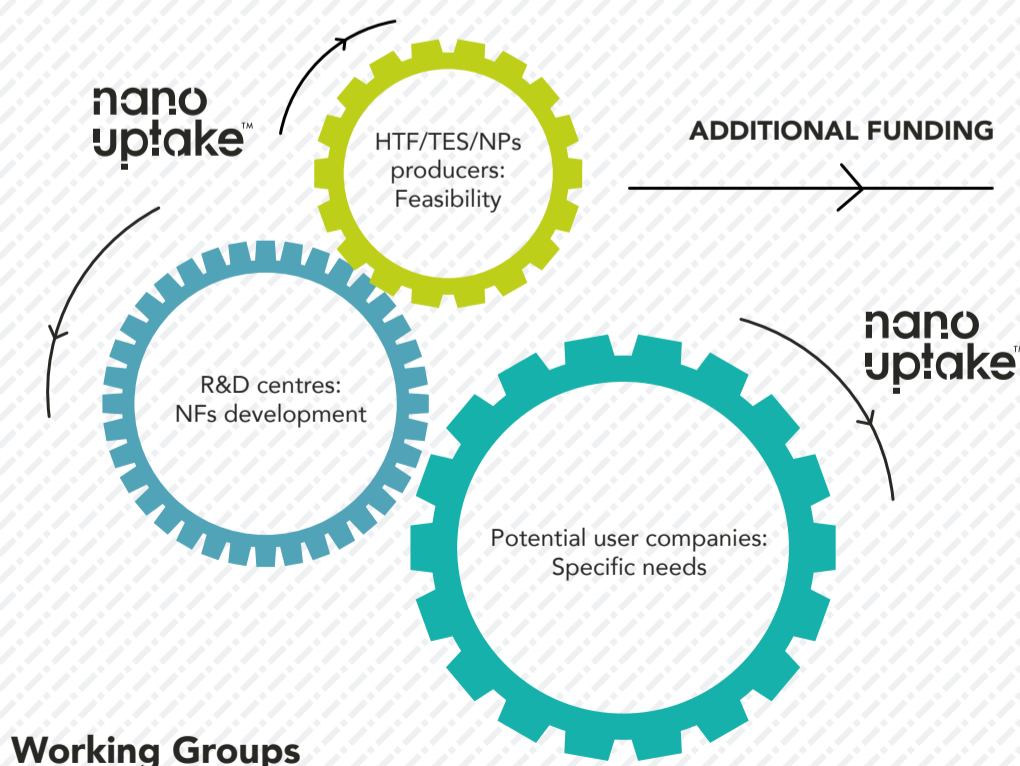 nano
uptake™
HTF/TES/NPs
producers:
Feasibility
ADDITIONAL FUNDING
R&D centres:
NFs development
nano
uptake™
Potential user companies:
Specific needs
Working Groups